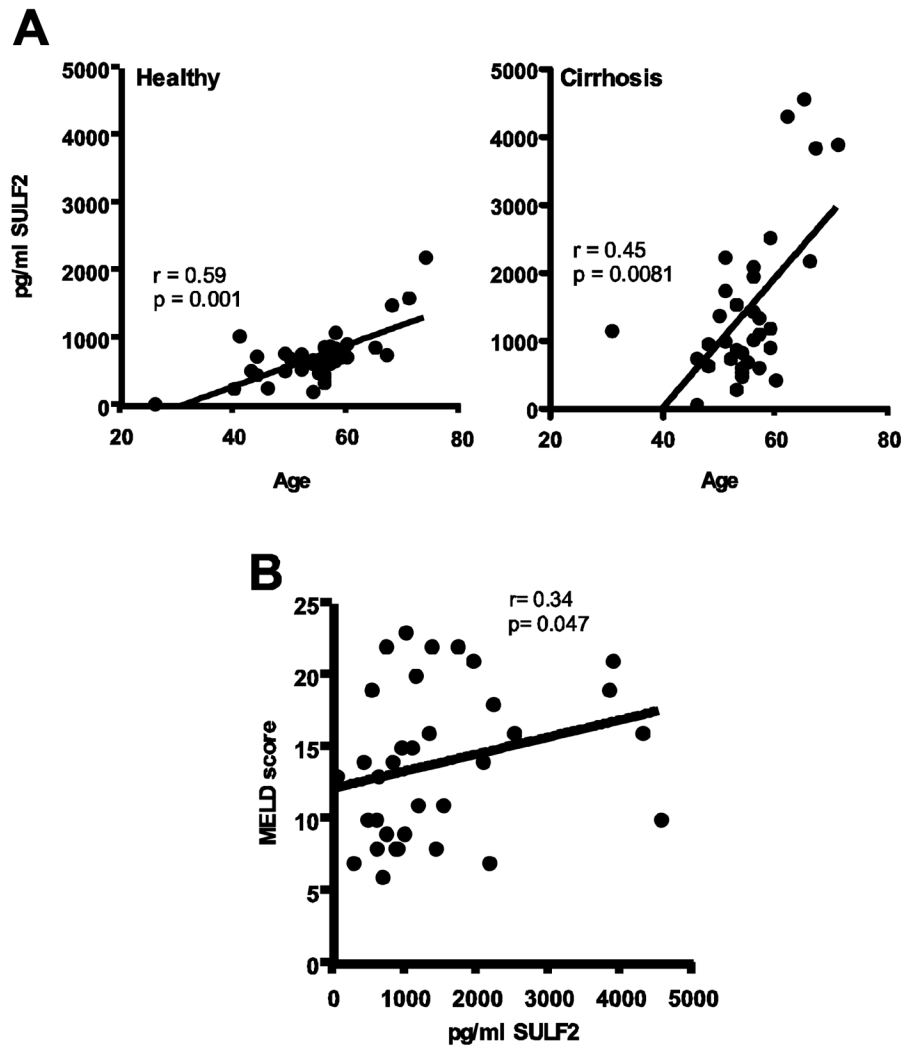 A
Healthy
5000
4000
3000
2000
1000
0
pg/ml SULF2
r = 0.59
p = 0.001
20 40 60 80
Age
Cirrhosis
5000
4000
3000
2000
1000
0
r = 0.45
p = 0.0081
20 40 60 80
Age
B
r= 0.34
p= 0.047
25
20
15
10
5
0
MELD score
0 1000 2000 3000 4000 5000
pg/ml SULF2